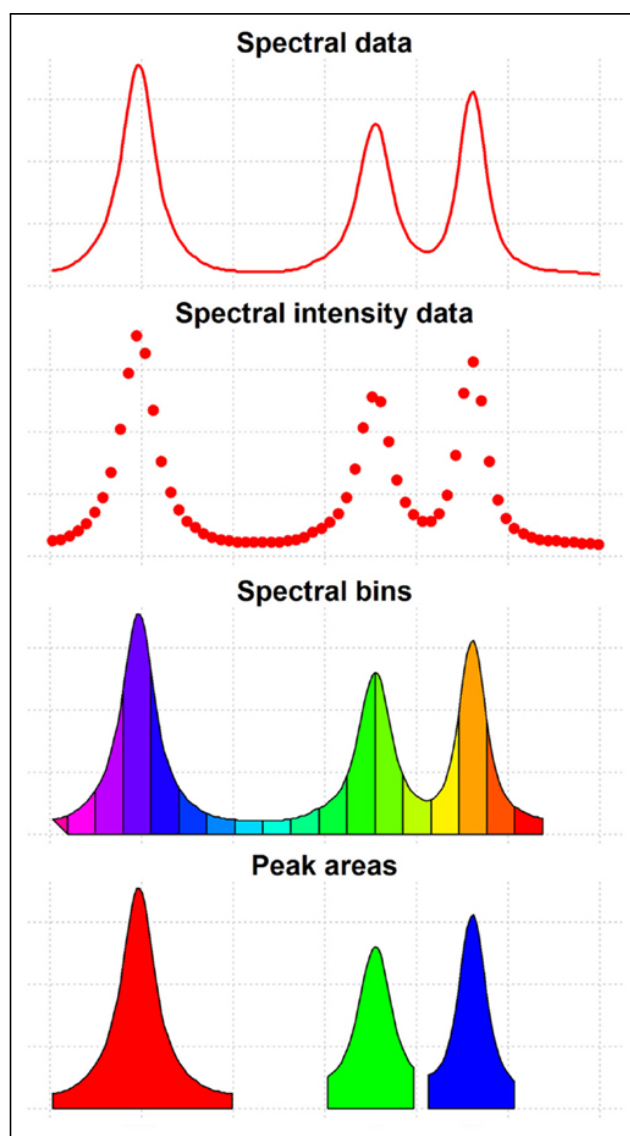 Spectral data
Spectral intensity data
Spectral bins
Peak areas